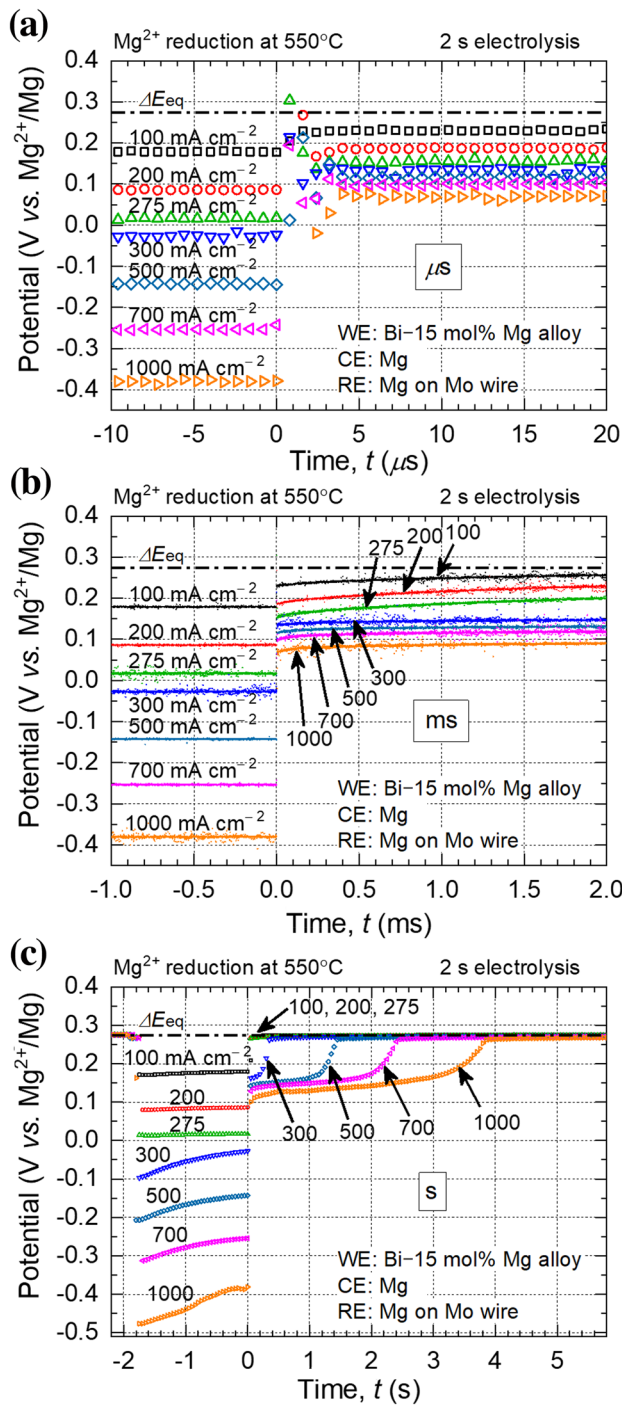 (a)
Mg²⁺ reduction at 550°C 2 s electrolysis
0.4
0.3
0.2
0.1
0.0
-0.1
-0.2
-0.3
-0.4
Potential (V vs. Mg²⁺/Mg)
ΔEeq
100 mA cm⁻²
200 mA cm⁻²
275 mA cm⁻²
300 mA cm⁻²
500 mA cm⁻²
700 mA cm⁻²
1000 mA cm⁻²
μs
WE: Bi−15 mol% Mg alloy
CE: Mg
RE: Mg on Mo wire
-10 -5 0 5 10 15 20
Time, t (μs)
(b)
Mg²⁺ reduction at 550°C 2 s electrolysis
0.4
0.3
0.2
0.1
0.0
-0.1
-0.2
-0.3
-0.4
Potential (V vs. Mg²⁺/Mg)
ΔEeq
100 mA cm⁻²
200 mA cm⁻²
275 mA cm⁻²
300 mA cm⁻²
500 mA cm⁻²
700 mA cm⁻²
1000 mA cm⁻²
275 200 100
300
500
700
1000
ms
WE: Bi−15 mol% Mg alloy
CE: Mg
RE: Mg on Mo wire
-1.0 -0.5 0.0 0.5 1.0 1.5 2.0
Time, t (ms)
(c)
Mg²⁺ reduction at 550°C 2 s electrolysis
0.4
0.3
0.2
0.1
0.0
-0.1
-0.2
-0.3
-0.4
-0.5
Potential (V vs. Mg²⁺/Mg)
ΔEeq
100, 200, 275
100 mA cm⁻²
200
275
300
500
700
1000
300 500 700 1000
s
WE: Bi−15 mol% Mg alloy
CE: Mg
RE: Mg on Mo wire
-2 -1 0 1 2 3 4 5
Time, t (s)